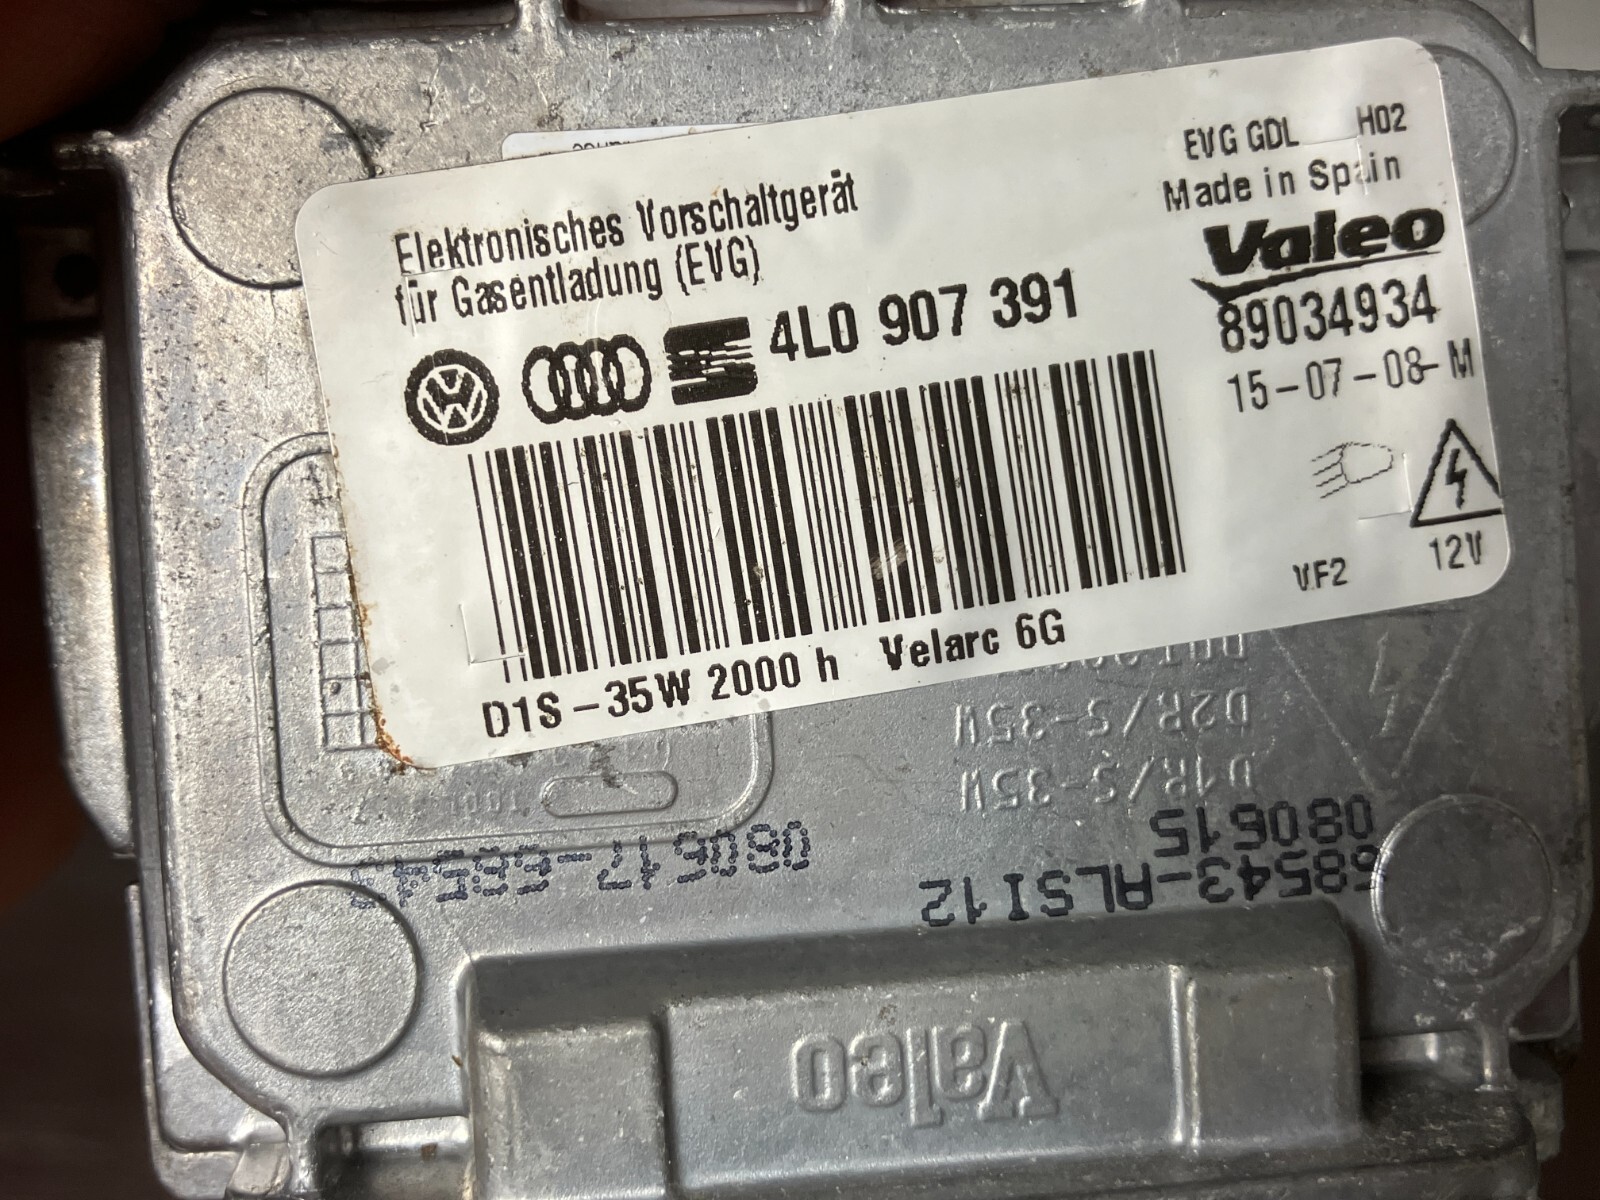 Elektronisches Vorschaltgerät
für Gasentladung (EVG)
4L0 907 391
D1S-35W 2000 h Velarc 6G
EVG GDL H02
Made in Spain
Valeo
89034934
15-07-08-M
12V
VF2
D2R/S-35W
D1R/S-35W
080615
68543-ALSI12
Valeo